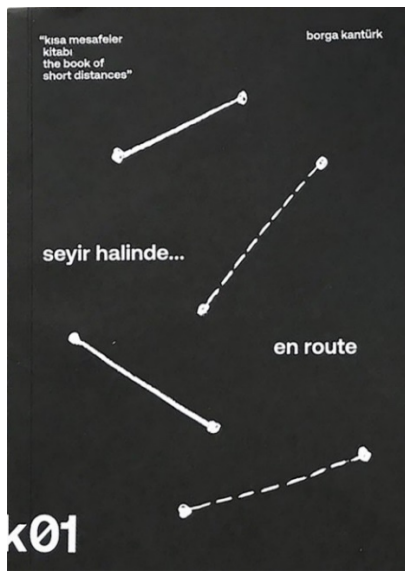 “kısa mesafeler
kitabı
the book of
short distances”
borga kantürk
seyir halinde...
en route
k01